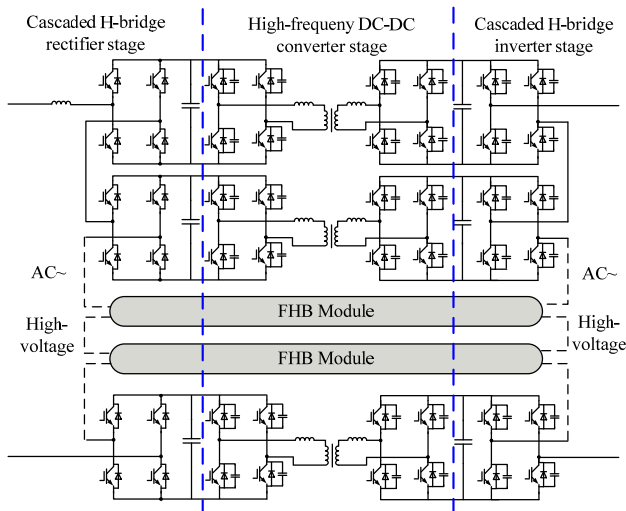 Cascaded H-bridge
rectifier stage
High-frequeny DC-DC
converter stage
Cascaded H-bridge
inverter stage
AC~
High-
voltage
FHB Module
FHB Module
AC~
High-
voltage